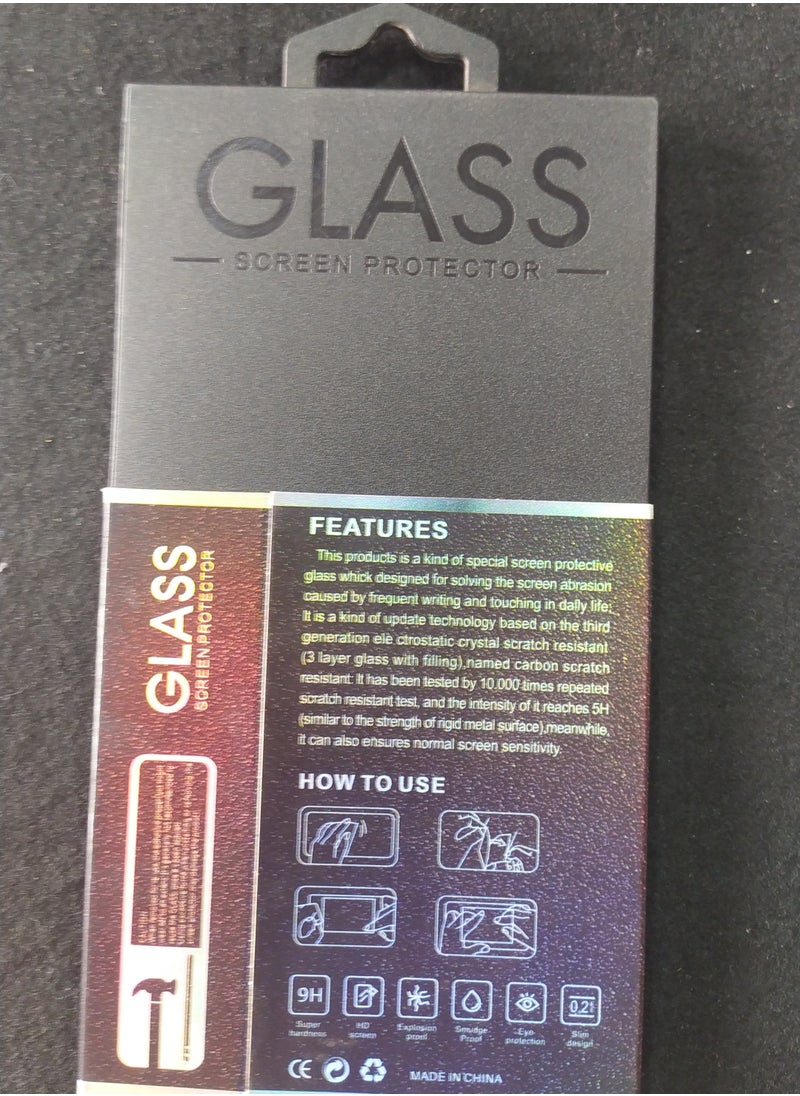 GLASS
SCREEN PROTECTOR
GLASS
SCREEN PROTECTOR
FEATURES
This products is a kind of special screen protective
glass whick designed for solving the screen abrasion
caused by frequent writing and touching in daily life;
It is a kind of update technology based on the third
generation ele ctrostatic crystal scratch resistant
(3 layer glass with filling),named carbon scratch
resistant: It has been tested by 10.000 times repeated
scratch resistant test, and the intensity of it reaches 5H
(similar to the strength of rigid metal surface),meanwhile,
it can also ensures normal screen sensitivity.
HOW TO USE
9H
0.2
Super hardness
HD screen
Explosion proof
Smudge Proof
Eye protection
Slim design
CE
MADE IN CHINA